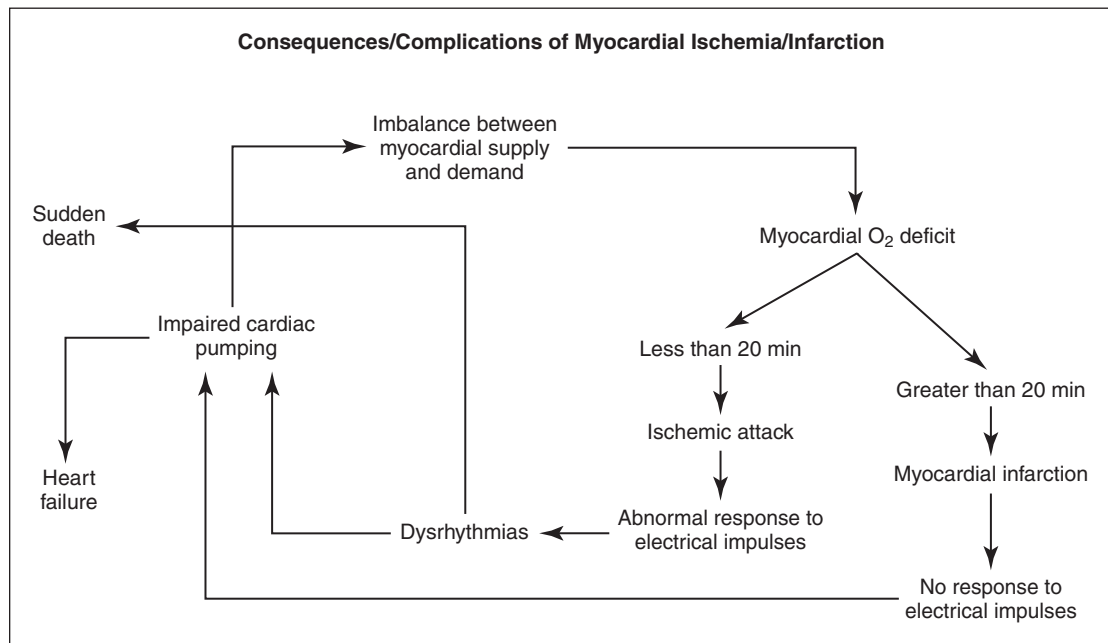 Consequences/Complications of Myocardial Ischemia/Infarction
Imbalance between
myocardial supply
and demand
Sudden
death
Myocardial O₂ deficit
Impaired cardiac
pumping
Less than 20 min
Greater than 20 min
Ischemic attack
Heart
failure
Myocardial infarction
Dysrhythmias
Abnormal response to
electrical impulses
No response to
electrical impulses